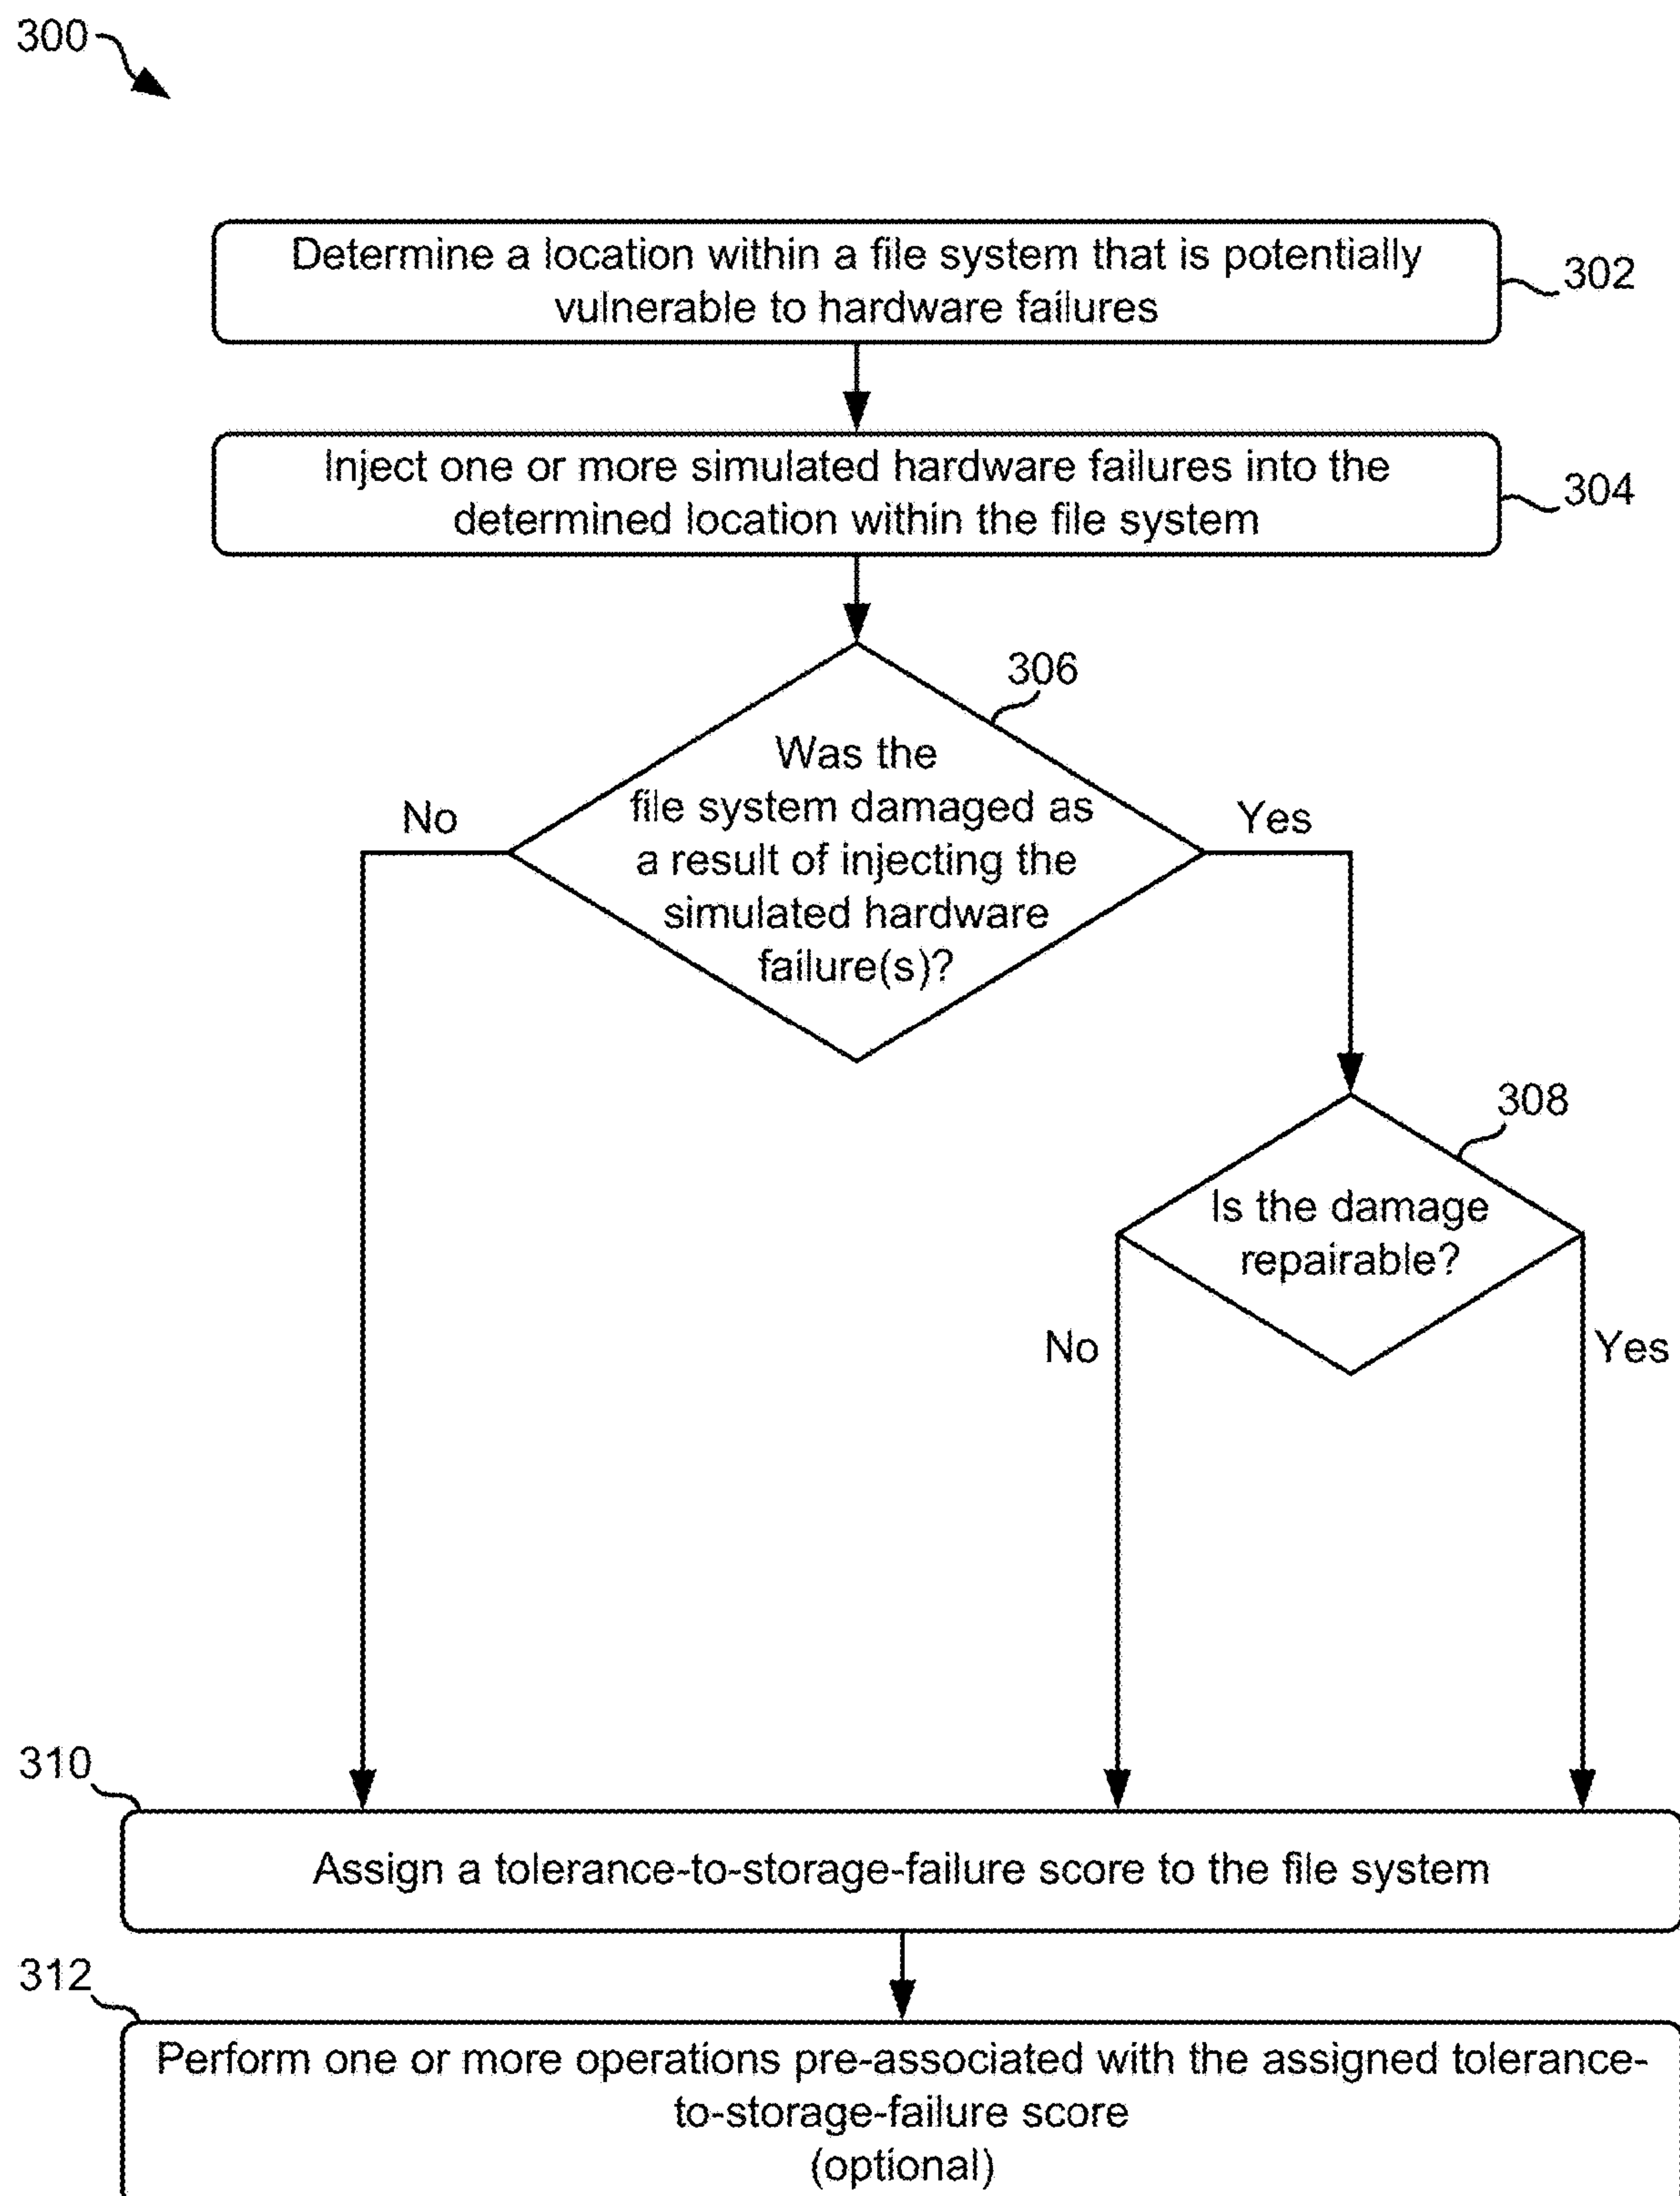 300
Determine a location within a file system that is potentially
vulnerable to hardware failures
302
Inject one or more simulated hardware failures into the
determined location within the file system
304
306
Was the
file system damaged as
a result of injecting the
simulated hardware
failure(s)?
No
Yes
308
Is the damage
repairable?
No
Yes
310
Assign a tolerance-to-storage-failure score to the file system
312
Perform one or more operations pre-associated with the assigned tolerance-
to-storage-failure score
(optional)